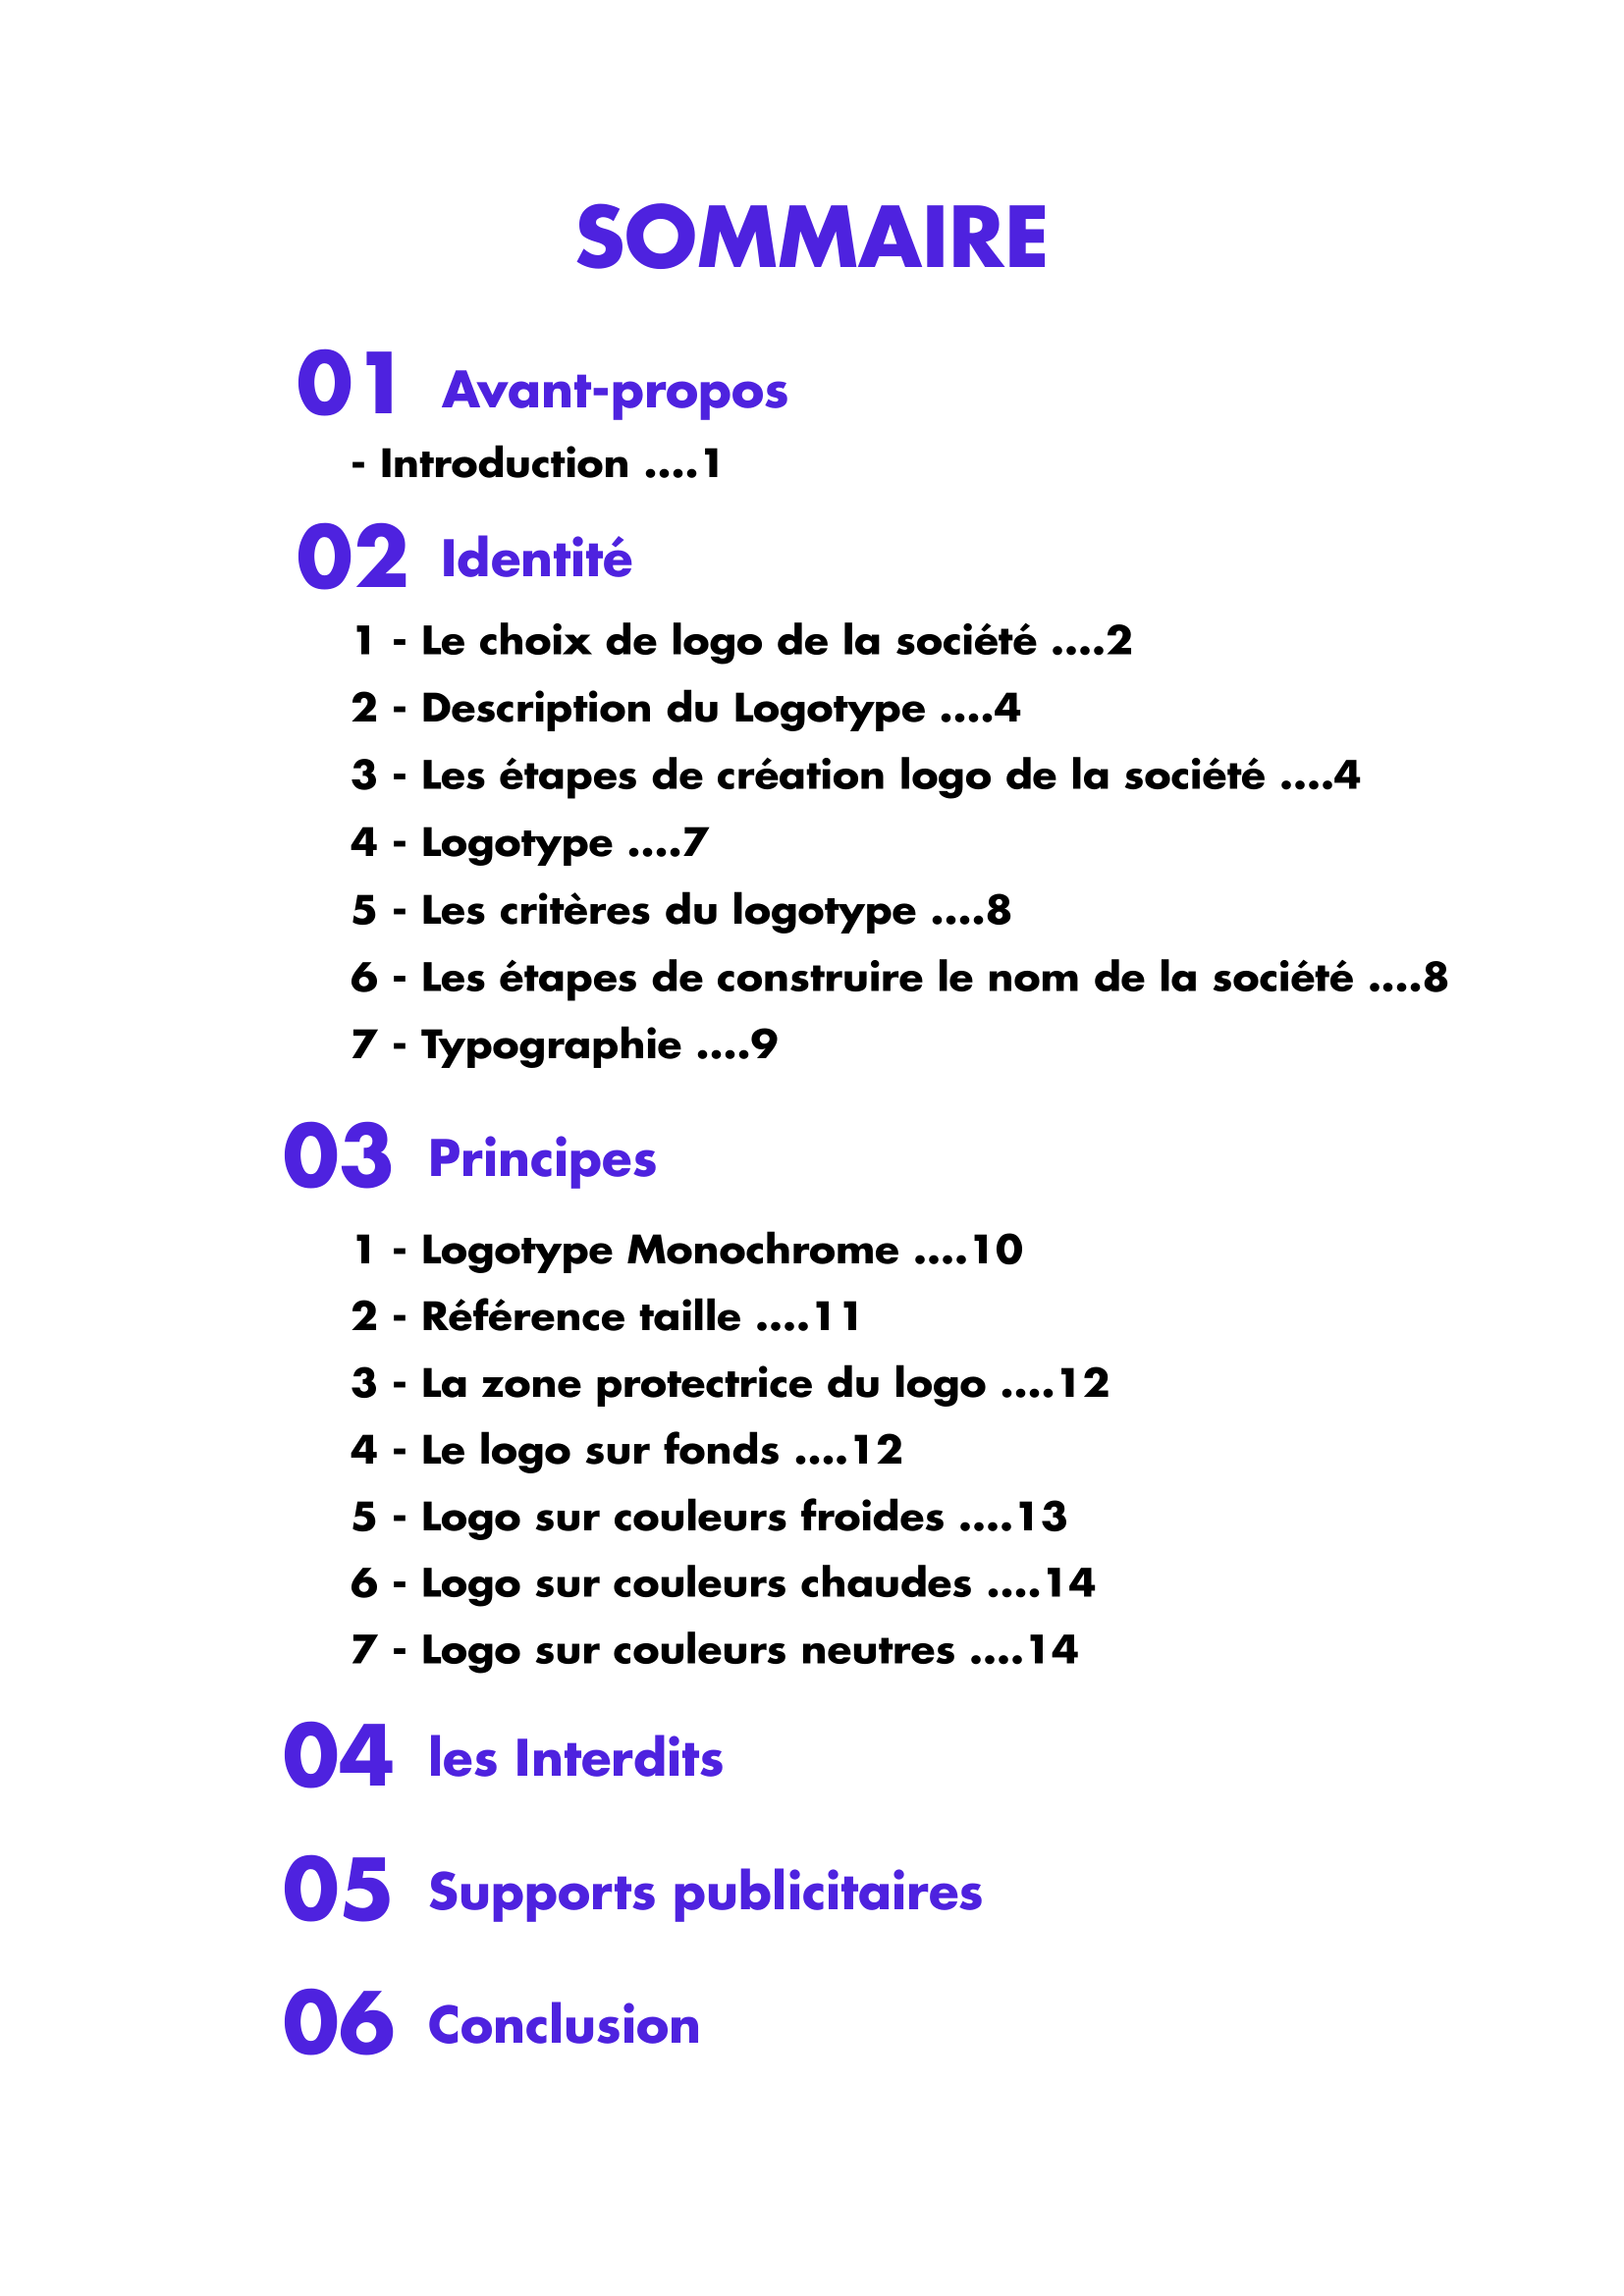 SOMMAIRE
01 Avant-propos
- Introduction ....1
02 Identité
1 - Le choix de logo de la société ....2
2 - Description du Logotype ....4
3 - Les étapes de création logo de la société ....4
4 - Logotype ....7
5 - Les critères du logotype ....8
6 - Les étapes de construire le nom de la société ....8
7 - Typographie ....9
03 Principes
1 - Logotype Monochrome ....10
2 - Référence taille ....11
3 - La zone protectrice du logo ....12
4 - Le logo sur fonds ....12
5 - Logo sur couleurs froides ....13
6 - Logo sur couleurs chaudes ....14
7 - Logo sur couleurs neutres ....14
04 les Interdits
05 Supports publicitaires
06 Conclusion